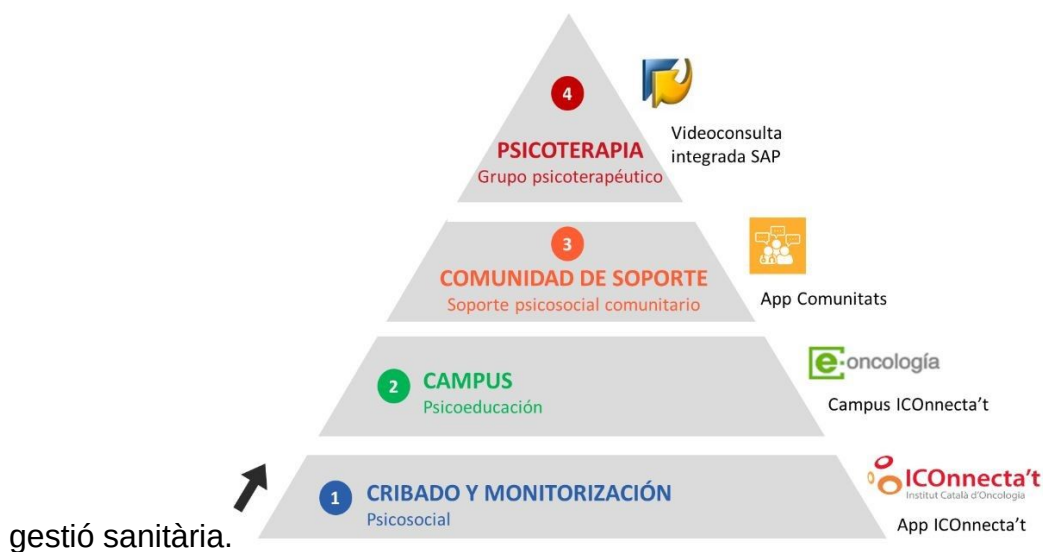 4
PSICOTERAPIA
Grupo psicoterapéutico
Videoconsulta
integrada SAP
3
COMUNIDAD DE SOPORTE
Soporte psicosocial comunitario
App Comunitats
2
CAMPUS
Psicoeducación
e·oncología
Campus ICOnnecta't
1
CRIBADO Y MONITORIZACIÓN
Psicosocial
ICOnnecta't
Institut Català d'Oncologia
App ICOnnecta't
gestió sanitària.